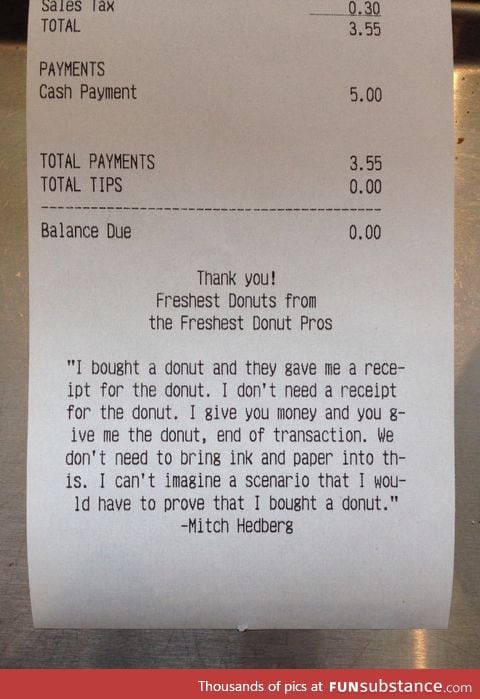 Sales Tax 0.30
TOTAL 3.55
PAYMENTS
Cash Payment 5.00
TOTAL PAYMENTS 3.55
TOTAL TIPS 0.00
Balance Due 0.00
Thank you!
Freshest Donuts from
the Freshest Donut Pros
"I bought a donut and they gave me a rece-
ipt for the donut. I don't need a receipt
for the donut. I give you money and you g-
ive me the donut, end of transaction. We
don't need to bring ink and paper into th-
is. I can't imagine a scenario that I wou-
ld have to prove that I bought a donut."
-Mitch Hedberg
Thousands of pics at FUNsubstance.com